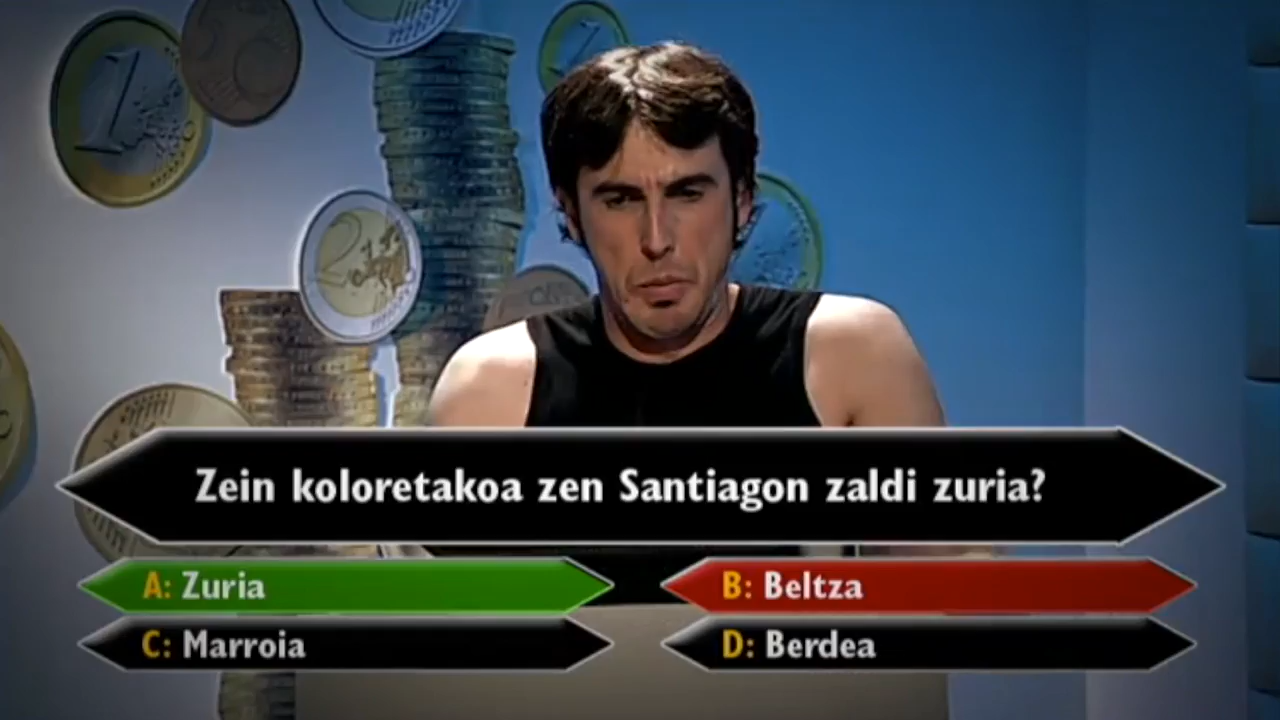 Zein koloretakoa zen Santiagon zaldi zuria?
A: Zuria
B: Beltza
C: Marroia
D: Berdea